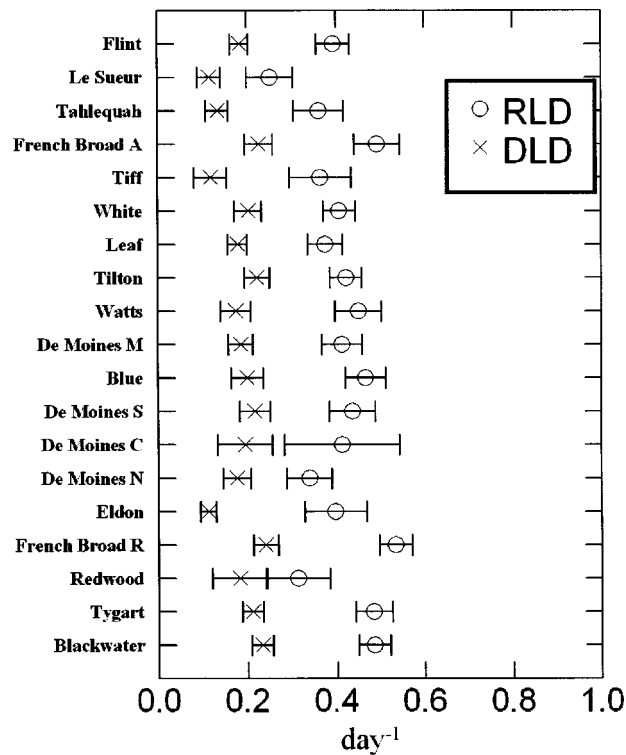 Flint
Le Sueur
Tahlequah
French Broad A
Tiff
White
Leaf
Tilton
Watts
De Moines M
Blue
De Moines S
De Moines C
De Moines N
Eldon
French Broad R
Redwood
Tygart
Blackwater
RLD
DLD
0.0 0.2 0.4 0.6 0.8 1.0
day-1